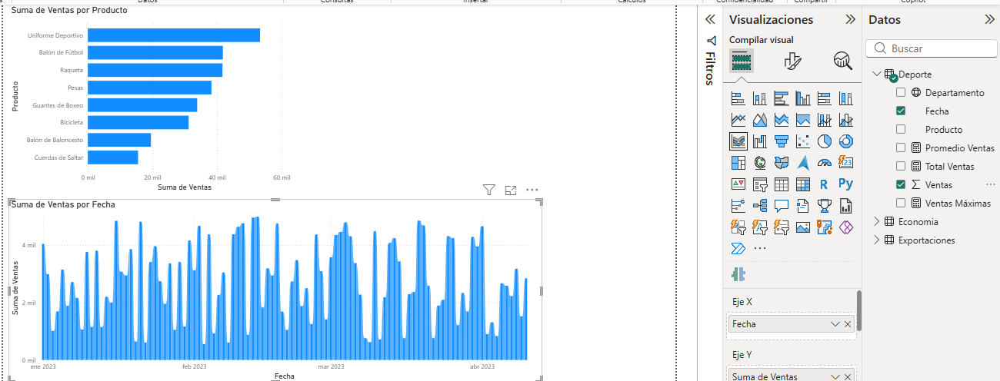 Datos
Consultas
Insertar
Cálculos
Confidencialidad
Compartir
Copilot
Suma de Ventas por Producto
Producto
Uniforme Deportivo
Balón de Fútbol
Raqueta
Pesas
Guantes de Boxeo
Bicicleta
Balón de Baloncesto
Cuerdas de Saltar
0 mil
20 mil
40 mil
60 mil
Suma de Ventas
Suma de Ventas por Fecha
Suma de Ventas
4 mil
2 mil
0 mil
ene 2023
feb 2023
mar 2023
abr 2023
Fecha
Filtros
Visualizaciones
Compilar visual
123
R
Py
Eje X
Fecha
Eje Y
Suma de Ventas
Datos
Buscar
Deporte
Departamento
Fecha
Producto
Promedio Ventas
Total Ventas
Ventas
Ventas Máximas
Economia
Exportaciones